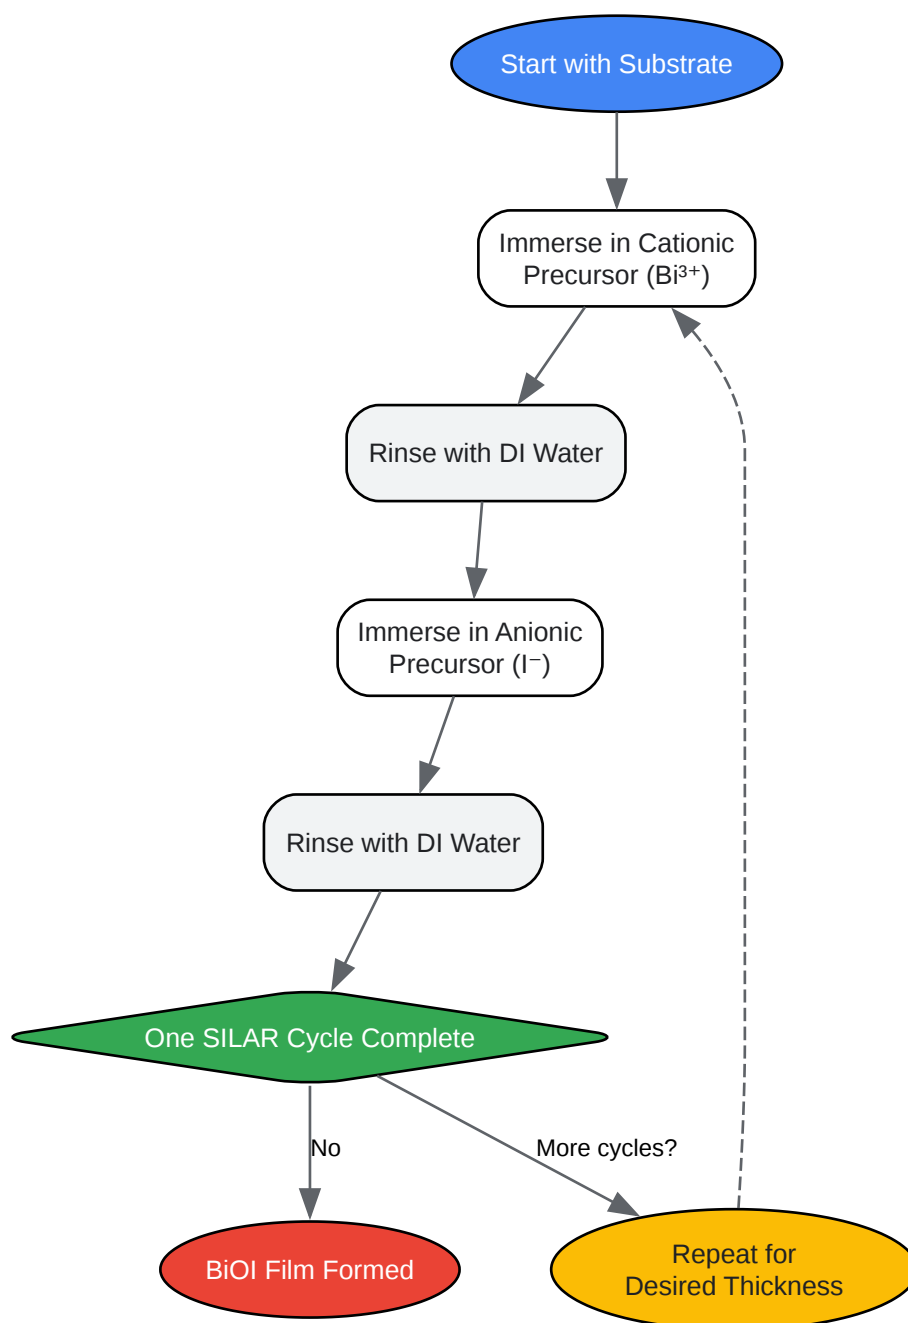 Start with Substrate
Immerse in Cationic
Precursor (Bi³⁺)
Rinse with DI Water
Immerse in Anionic
Precursor (I⁻)
Rinse with DI Water
One SILAR Cycle Complete
No
More cycles?
BiOI Film Formed
Repeat for
Desired Thickness